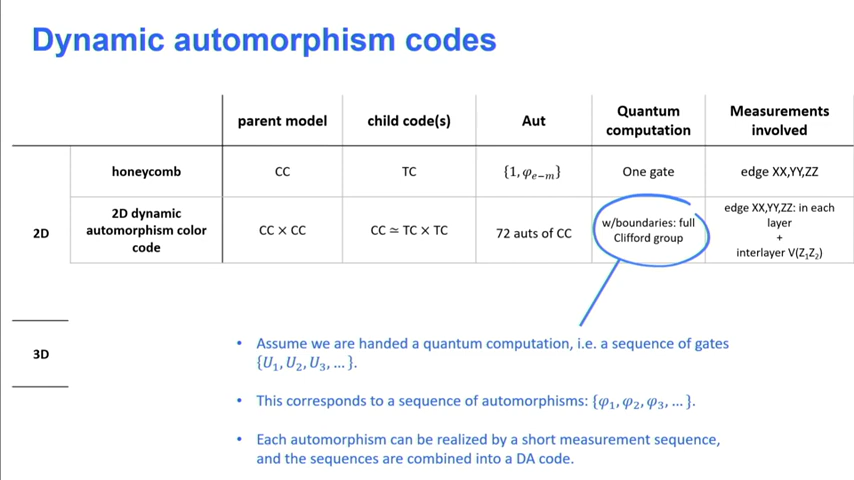 Dynamic automorphism codes
parent model
child code(s)
Aut
Quantum
computation
Measurements
involved
honeycomb
CC
TC
{1, φₑ₋ₘ}
One gate
edge XX,YY,ZZ
2D
2D dynamic
automorphism color
code
CC × CC
CC ≃ TC × TC
72 auts of CC
w/boundaries: full
Clifford group
edge XX,YY,ZZ: in each
layer
+
interlayer V(Z₁Z₂)
3D
• Assume we are handed a quantum computation, i.e. a sequence of gates
{U₁, U₂, U₃, ... }.
• This corresponds to a sequence of automorphisms: {φ₁, φ₂, φ₃, ... }.
• Each automorphism can be realized by a short measurement sequence,
and the sequences are combined into a DA code.